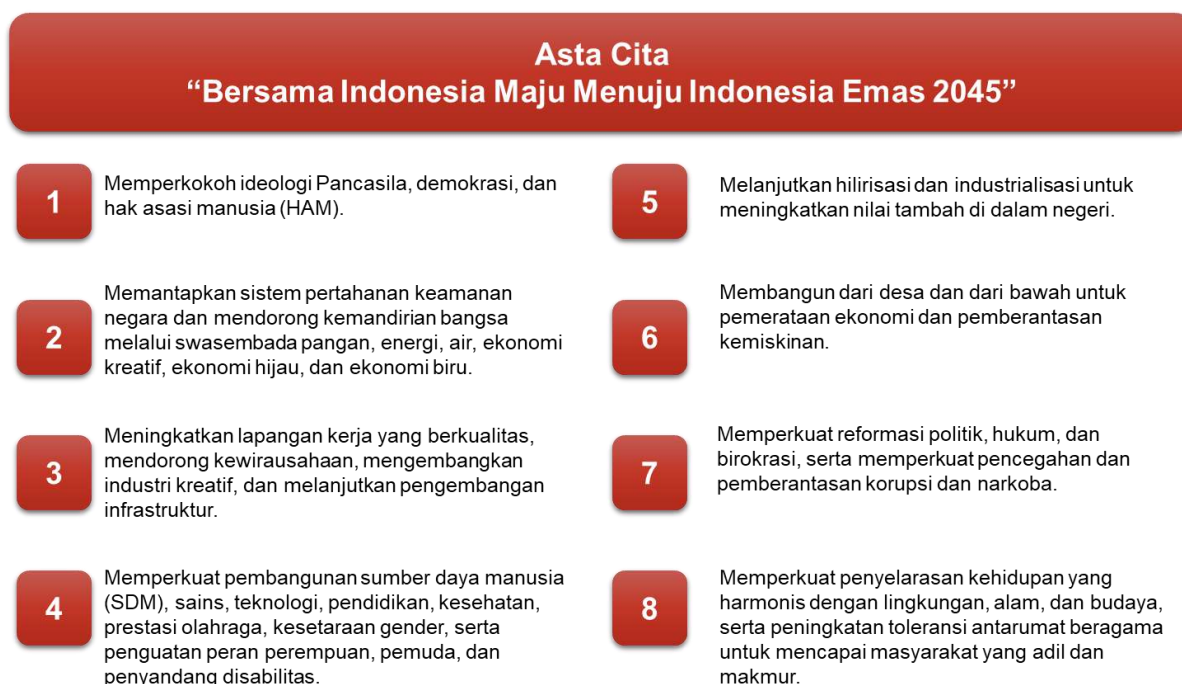 Asta Cita
“Bersama Indonesia Maju Menuju Indonesia Emas 2045”
1
Memperkokoh ideologi Pancasila, demokrasi, dan
hak asasi manusia (HAM).
2
Memantapkan sistem pertahanan keamanan
negara dan mendorong kemandirian bangsa
melalui swasembada pangan, energi, air, ekonomi
kreatif, ekonomi hijau, dan ekonomi biru.
3
Meningkatkan lapangan kerja yang berkualitas,
mendorong kewirausahaan, mengembangkan
industri kreatif, dan melanjutkan pengembangan
infrastruktur.
4
Memperkuat pembangunan sumber daya manusia
(SDM), sains, teknologi, pendidikan, kesehatan,
prestasi olahraga, kesetaraan gender, serta
penguatan peran perempuan, pemuda, dan
penyandang disabilitas.
5
Melanjutkan hilirisasi dan industrialisasi untuk
meningkatkan nilai tambah di dalam negeri.
6
Membangun dari desa dan dari bawah untuk
pemerataan ekonomi dan pemberantasan
kemiskinan.
7
Memperkuat reformasi politik, hukum, dan
birokrasi, serta memperkuat pencegahan dan
pemberantasan korupsi dan narkoba.
8
Memperkuat penyelarasan kehidupan yang
harmonis dengan lingkungan, alam, dan budaya,
serta peningkatan toleransi antarumat beragama
untuk mencapai masyarakat yang adil dan
makmur.